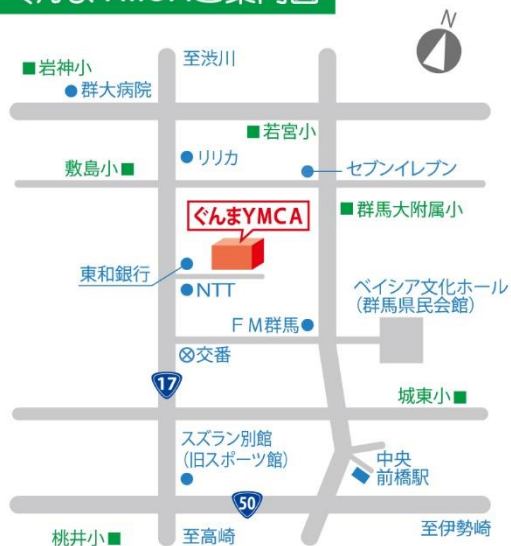 ぐんまYMCA近案内図
N
至渋川
■岩神小
●群大病院
■若宮小
敷島小■
●リリカ
セブンイレブン
ぐんまYMCA
■群馬大附属小
東和銀行
●NTT
ベイシア文化ホール
(群馬県民会館)
FM群馬●
⊗交番
17
城東小■
スズラン別館
(旧スポーツ館)
中央
前橋駅
50
桃井小■
至高崎
至伊勢崎